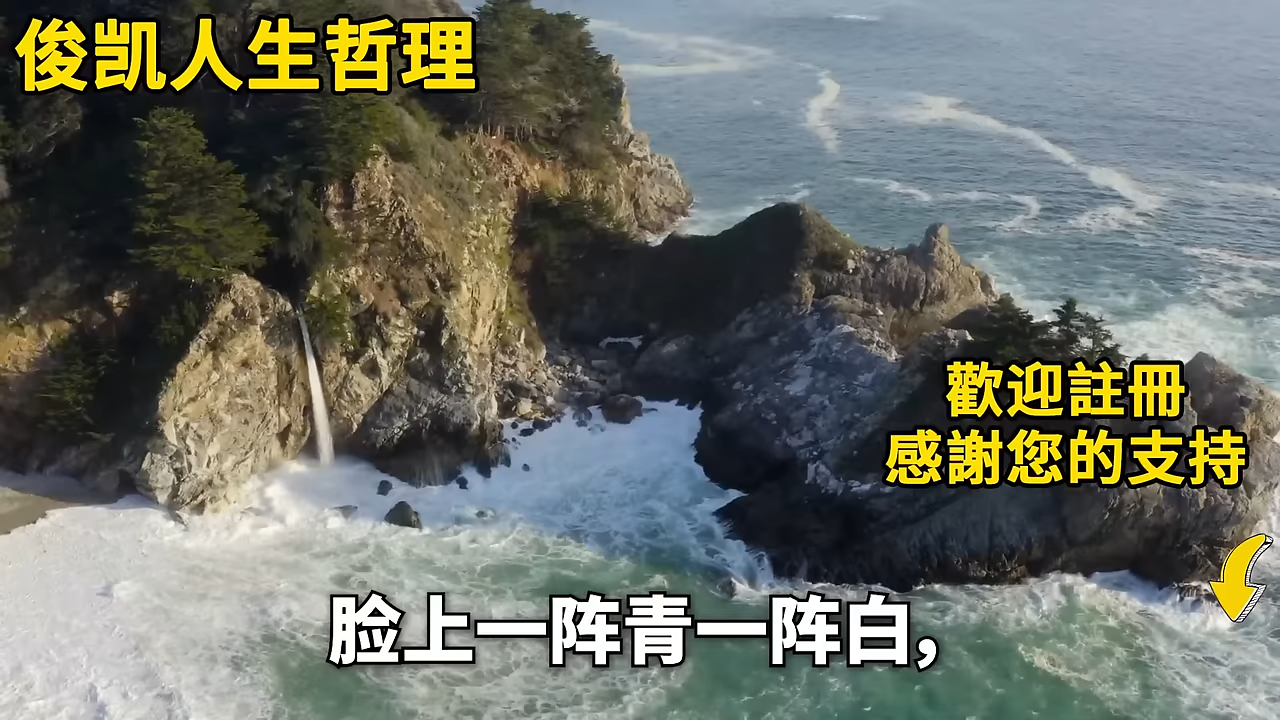 俊凯人生哲理
歡迎註冊
感謝您的支持
脸上一阵青一阵白,